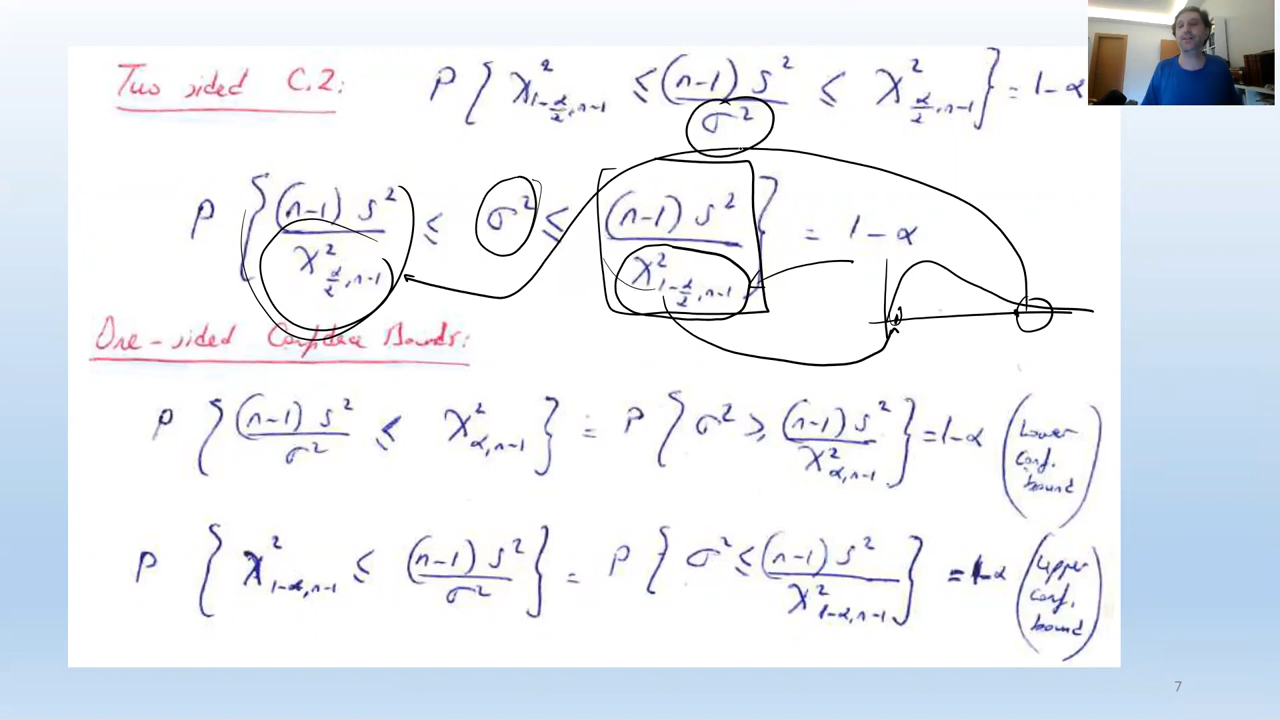 Two sided C.I: P { χ²_{1-α/2, n-1} ≤ (n-1) s² / σ² ≤ χ²_{α/2, n-1} } = 1-α
P { (n-1) s² / χ²_{α/2, n-1} ≤ σ² ≤ (n-1) s² / χ²_{1-α/2, n-1} } = 1-α
One-sided Confidence Bounds:
P { (n-1) s² / σ² ≤ χ²_{α, n-1} } = P { σ² ≥ (n-1) s² / χ²_{α, n-1} } = 1-α (Lower conf. bound)
P { χ²_{1-α, n-1} ≤ (n-1) s² / σ² } = P { σ² ≤ (n-1) s² / χ²_{1-α, n-1} } = 1-α (Upper conf. bound)
7